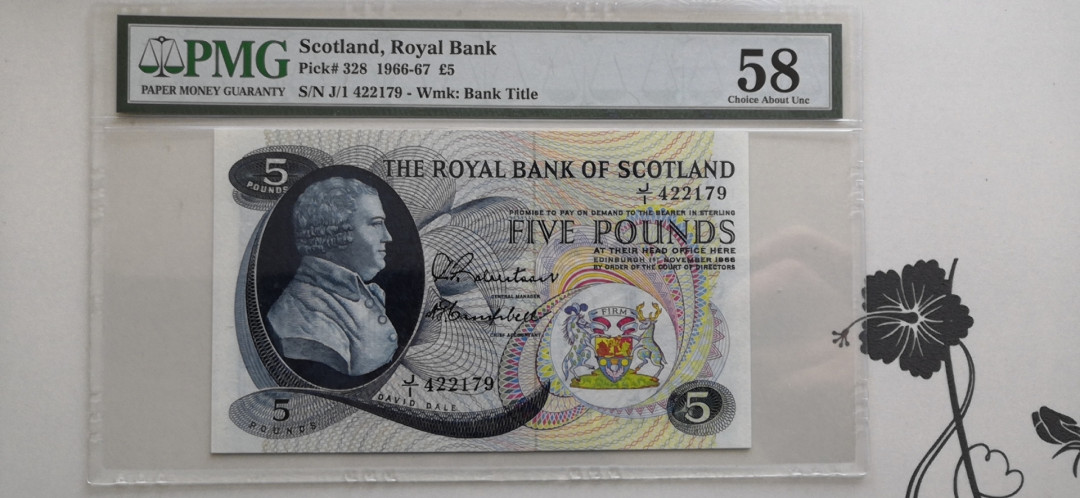 PMG
PAPER MONEY GUARANTY
Scotland, Royal Bank
Pick# 328 1966-67 £5
S/N J/1 422179 - Wmk: Bank Title
58
Choice About Unc
5
POUNDS
THE ROYAL BANK OF SCOTLAND
J/1 422179
PROMISE TO PAY ON DEMAND TO THE BEARER IN STERLING
FIVE POUNDS
AT THEIR HEAD OFFICE HERE
EDINBURGH 1ST NOVEMBER 1966
BY ORDER OF THE COURT OF DIRECTORS
GENERAL MANAGER
CHIEF ACCOUNTANT
FIRM
J/1 422179
DAVID DALE
5
POUNDS
5